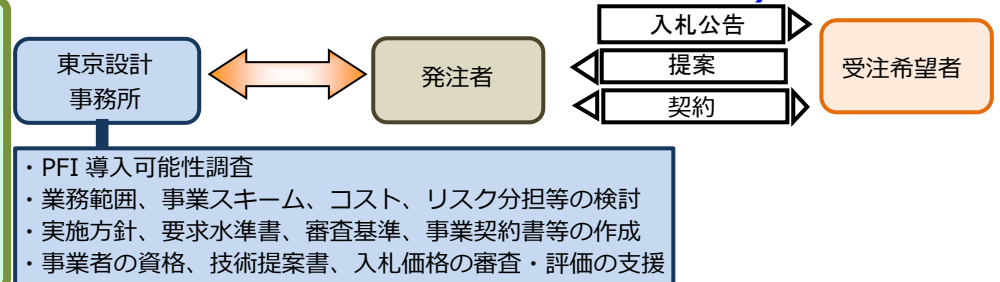 入札公告
東京設計
事務所
発注者
提案
受注希望者
契約
・PFI 導入可能性調査
・業務範囲、事業スキーム、コスト、リスク分担等の検討
・実施方針、要求水準書、審査基準、事業契約書等の作成
・事業者の資格、技術提案書、入札価格の審査・評価の支援